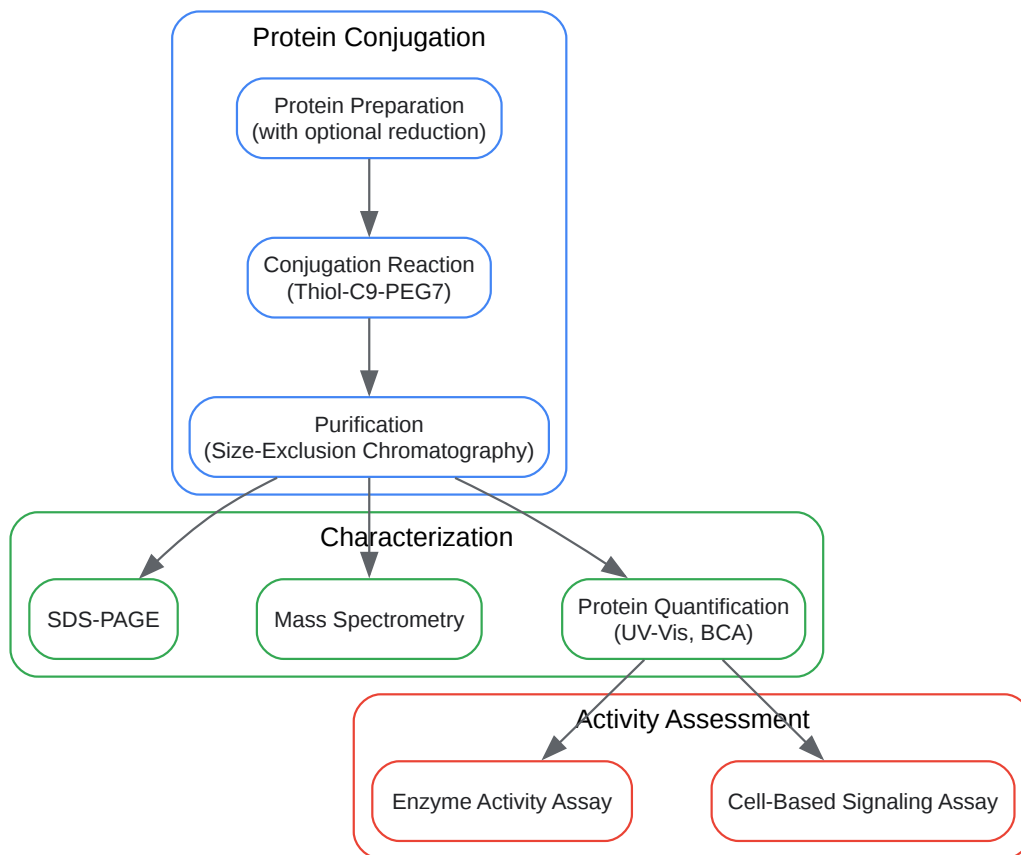 Protein Conjugation
Protein Preparation
(with optional reduction)
Conjugation Reaction
(Thiol-C9-PEG7)
Purification
(Size-Exclusion Chromatography)
Characterization
SDS-PAGE
Mass Spectrometry
Protein Quantification
(UV-Vis, BCA)
Activity Assessment
Enzyme Activity Assay
Cell-Based Signaling Assay